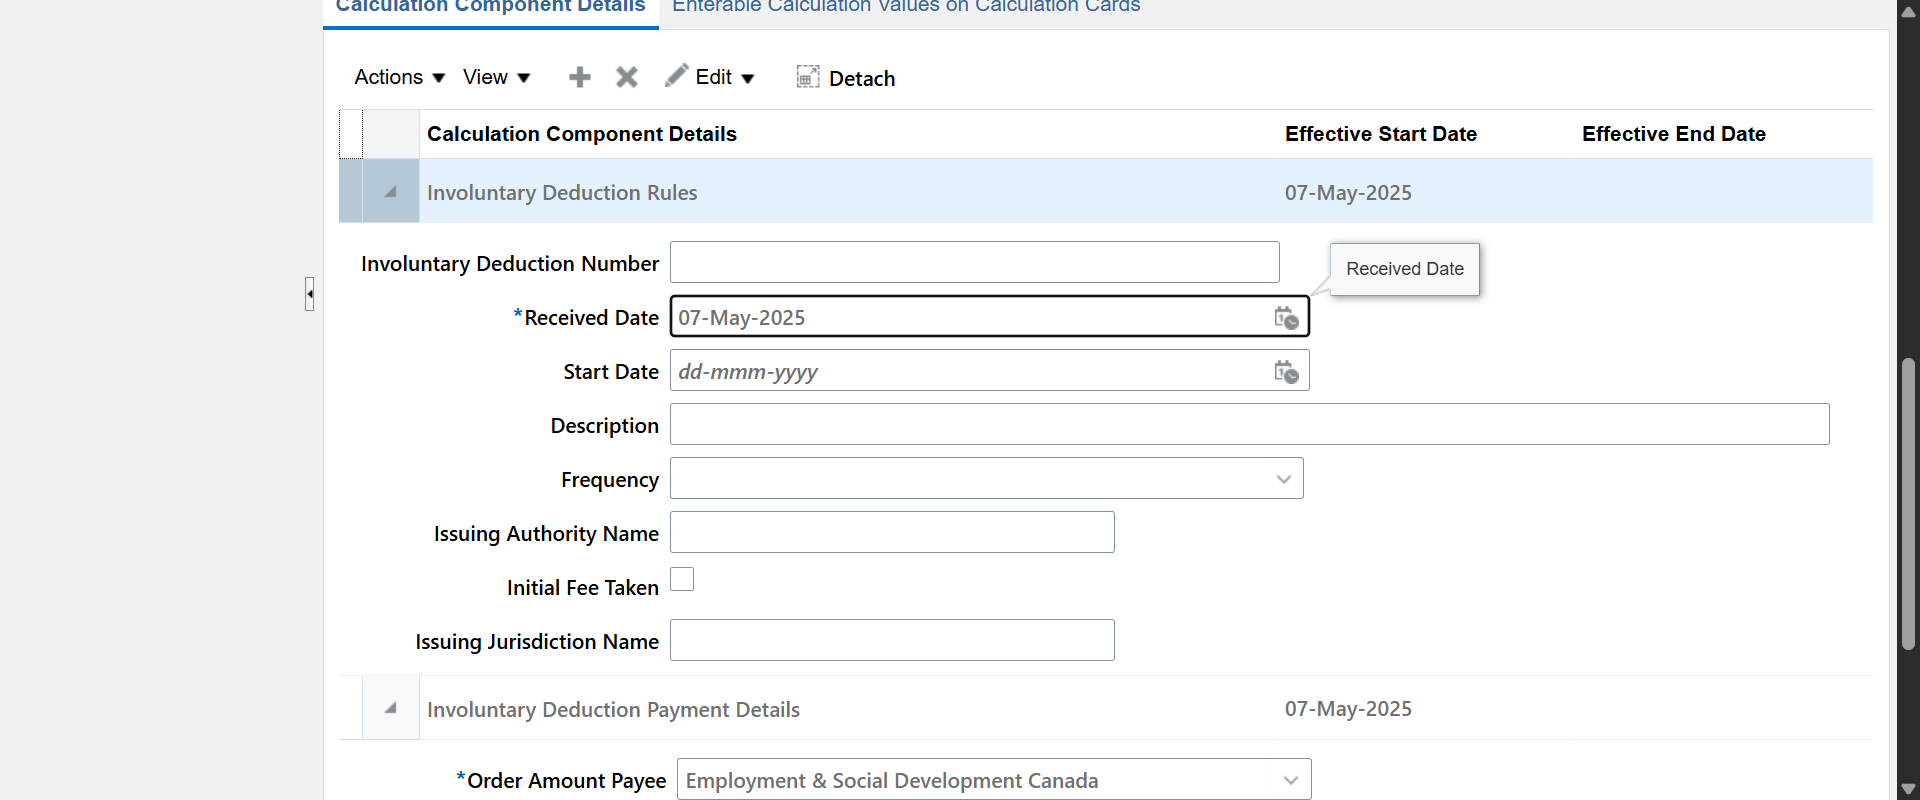 Calculation Component Details Enterable Calculation Values on Calculation Cards
Actions View Edit Detach
Calculation Component Details Effective Start Date Effective End Date
Involuntary Deduction Rules 07-May-2025
Involuntary Deduction Number
Received Date
*Received Date 07-May-2025
Start Date dd-mmm-yyyy
Description
Frequency
Issuing Authority Name
Initial Fee Taken
Issuing Jurisdiction Name
Involuntary Deduction Payment Details 07-May-2025
*Order Amount Payee Employment & Social Development Canada